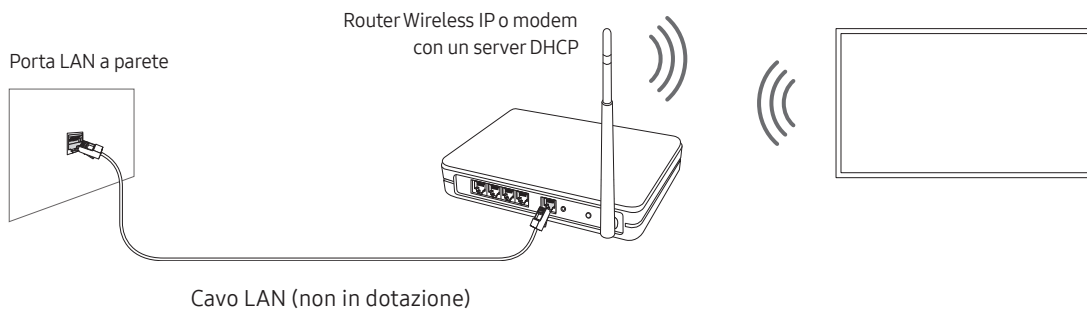 Router Wireless IP o modem
con un server DHCP
Porta LAN a parete
Cavo LAN (non in dotazione)